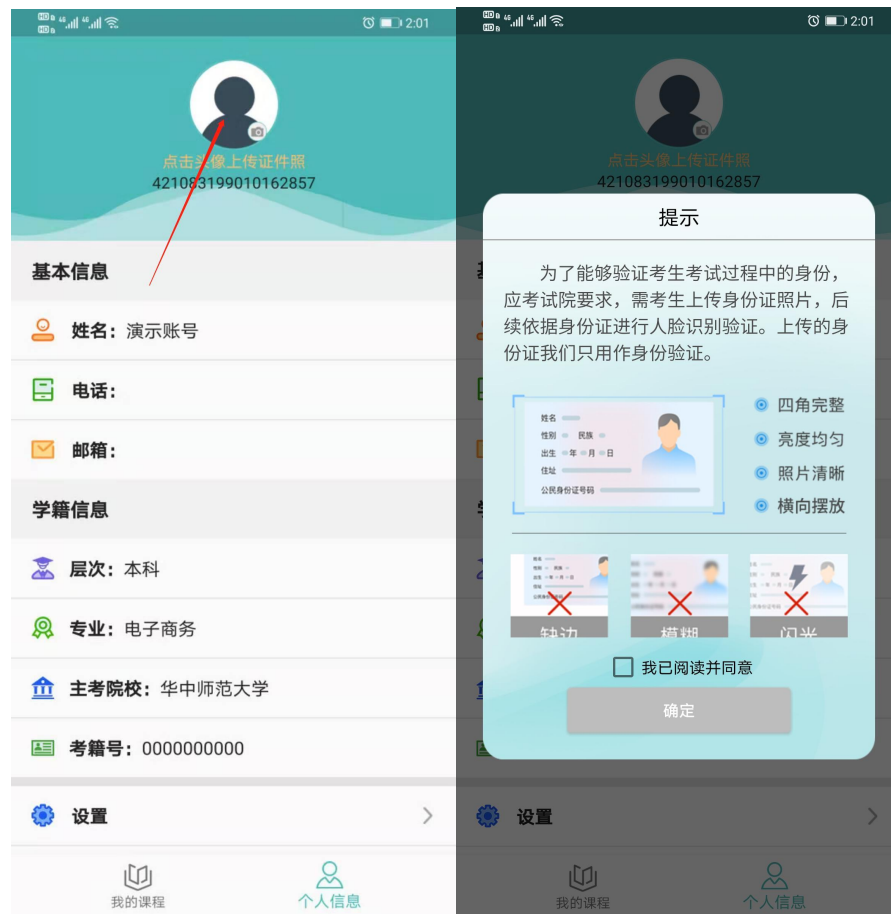 2:01
点击头像上传证件照
421083199010162857
基本信息
姓名：演示账号
电话：
邮箱：
学籍信息
层次：本科
专业：电子商务
主考院校：华中师范大学
考籍号：0000000000
设置
我的课程
个人信息
2:01
点击头像上传证件照
421083199010162857
提示
为了能够验证考生考试过程中的身份，
应考试院要求，需考生上传身份证照片，后
续依据身份证进行人脸识别验证。上传的身
份证我们只用作身份验证。
姓名
性别 民族
出生 年 月 日
住址
公民身份证号码
四角完整
亮度均匀
照片清晰
横向摆放
缺边
模糊
闪光
我已阅读并同意
确定
设置
我的课程
个人信息